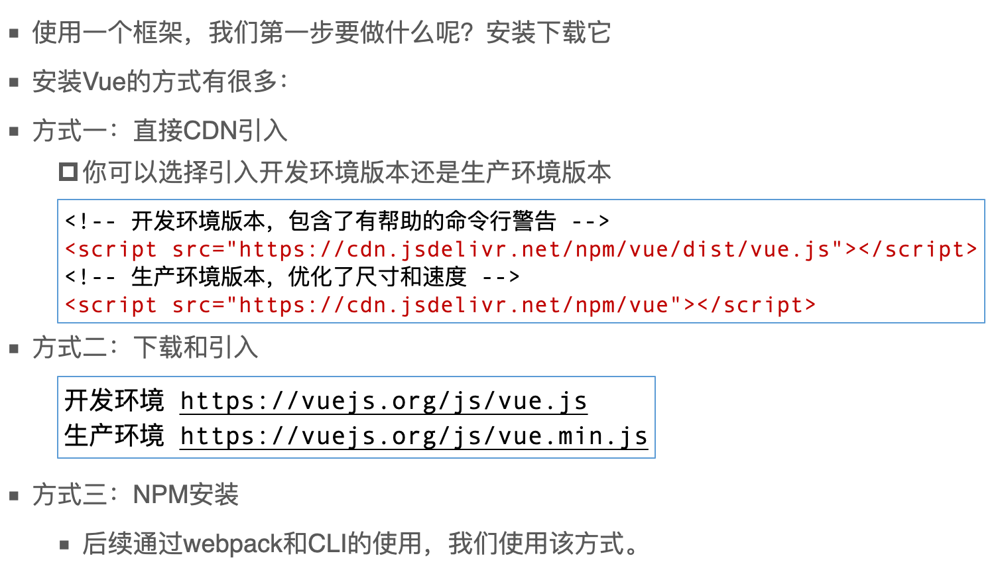 使用一个框架，我们第一步要做什么呢？安装下载它
安装Vue的方式有很多：
方式一：直接CDN引入
你可以选择引入开发环境版本还是生产环境版本
<!-- 开发环境版本，包含了有帮助的命令行警告 -->
<script src="https://cdn.jsdelivr.net/npm/vue/dist/vue.js"></script>
<!-- 生产环境版本，优化了尺寸和速度 -->
<script src="https://cdn.jsdelivr.net/npm/vue"></script>
方式二：下载和引入
开发环境 https://vuejs.org/js/vue.js
生产环境 https://vuejs.org/js/vue.min.js
方式三：NPM安装
后续通过webpack和CLI的使用，我们使用该方式。